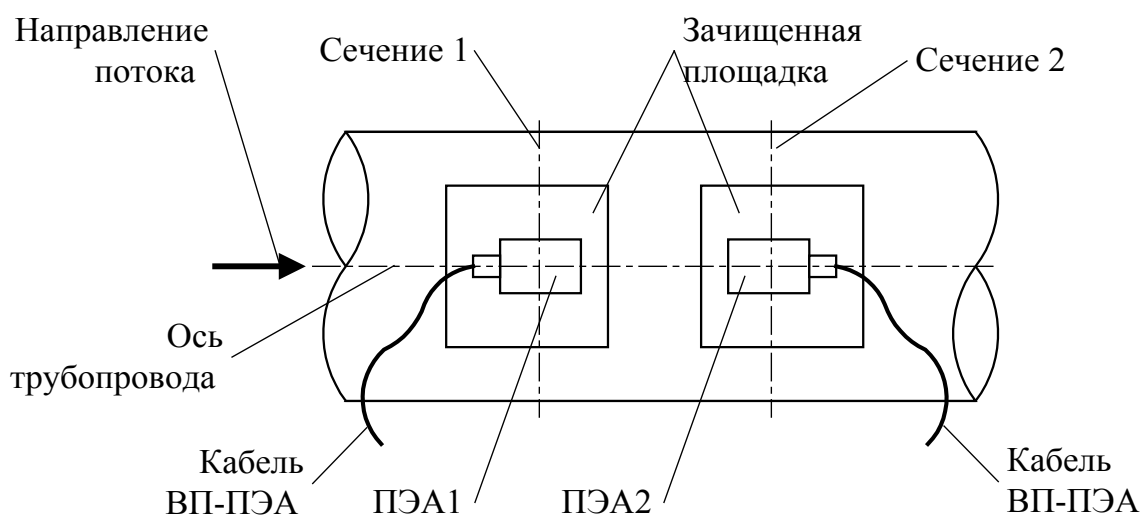 Направление
потока
Сечение 1
Зачищенная
площадка
Сечение 2
Ось
трубопровода
Кабель
ВП-ПЭА
ПЭА1
ПЭА2
Кабель
ВП-ПЭА